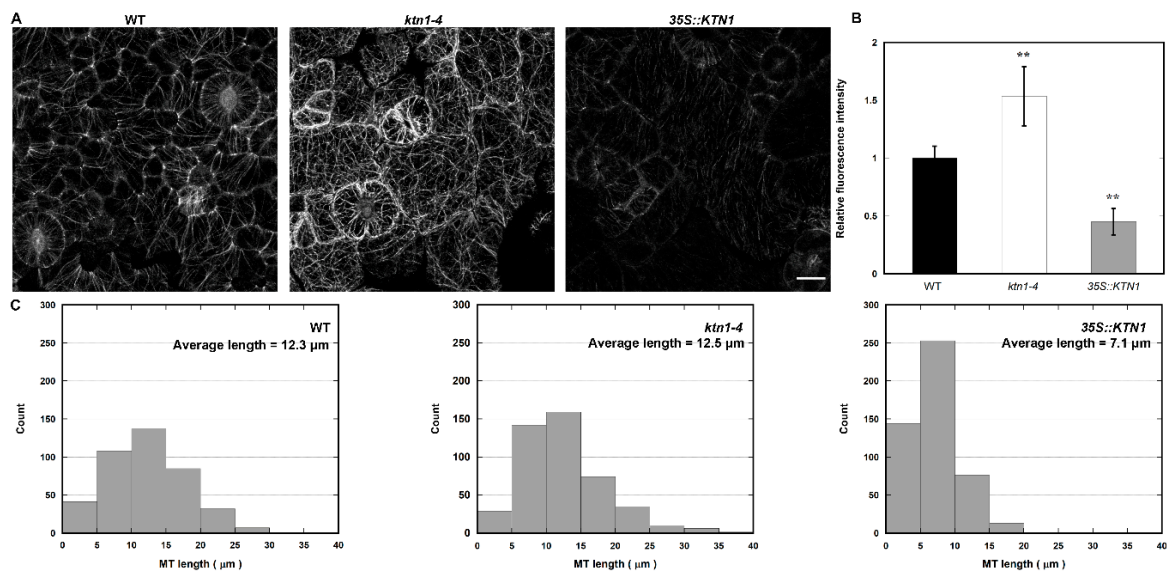 A
WT
ktn1-4
35S::KTN1
B
2
1.5
1
0.5
0
Relative fluorescence intensity
**
**
WT
ktn1-4
35S::KTN1
C
300
250
200
150
100
50
0
Count
WT
Average length = 12.3 μm
0 5 10 15 20 25 30 40
MT length ( μm )
300
250
200
150
100
50
0
Count
ktn1-4
Average length = 12.5 μm
0 5 10 15 20 25 30 35 40
MT length ( μm )
300
250
200
150
100
50
0
Count
35S::KTN1
Average length = 7.1 μm
0 5 10 15 20 25 30 35 40
MT length ( μm )